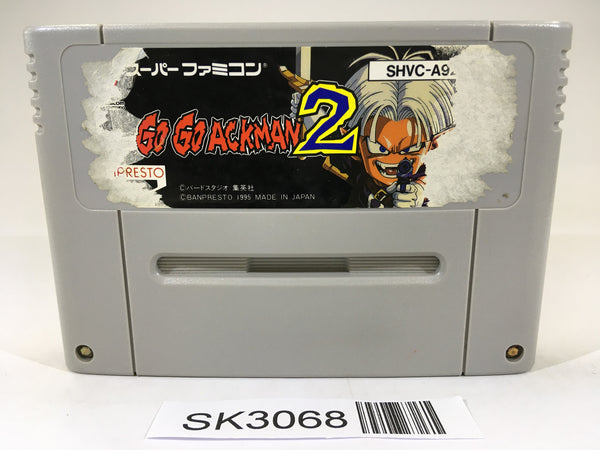 スーパーファミコン®
SHVC-A9
GO GO ACKMAN 2
NPRESTO
©バードスタジオ 集英社
©BANPRESTO 1995 MADE IN JAPAN
SK3068